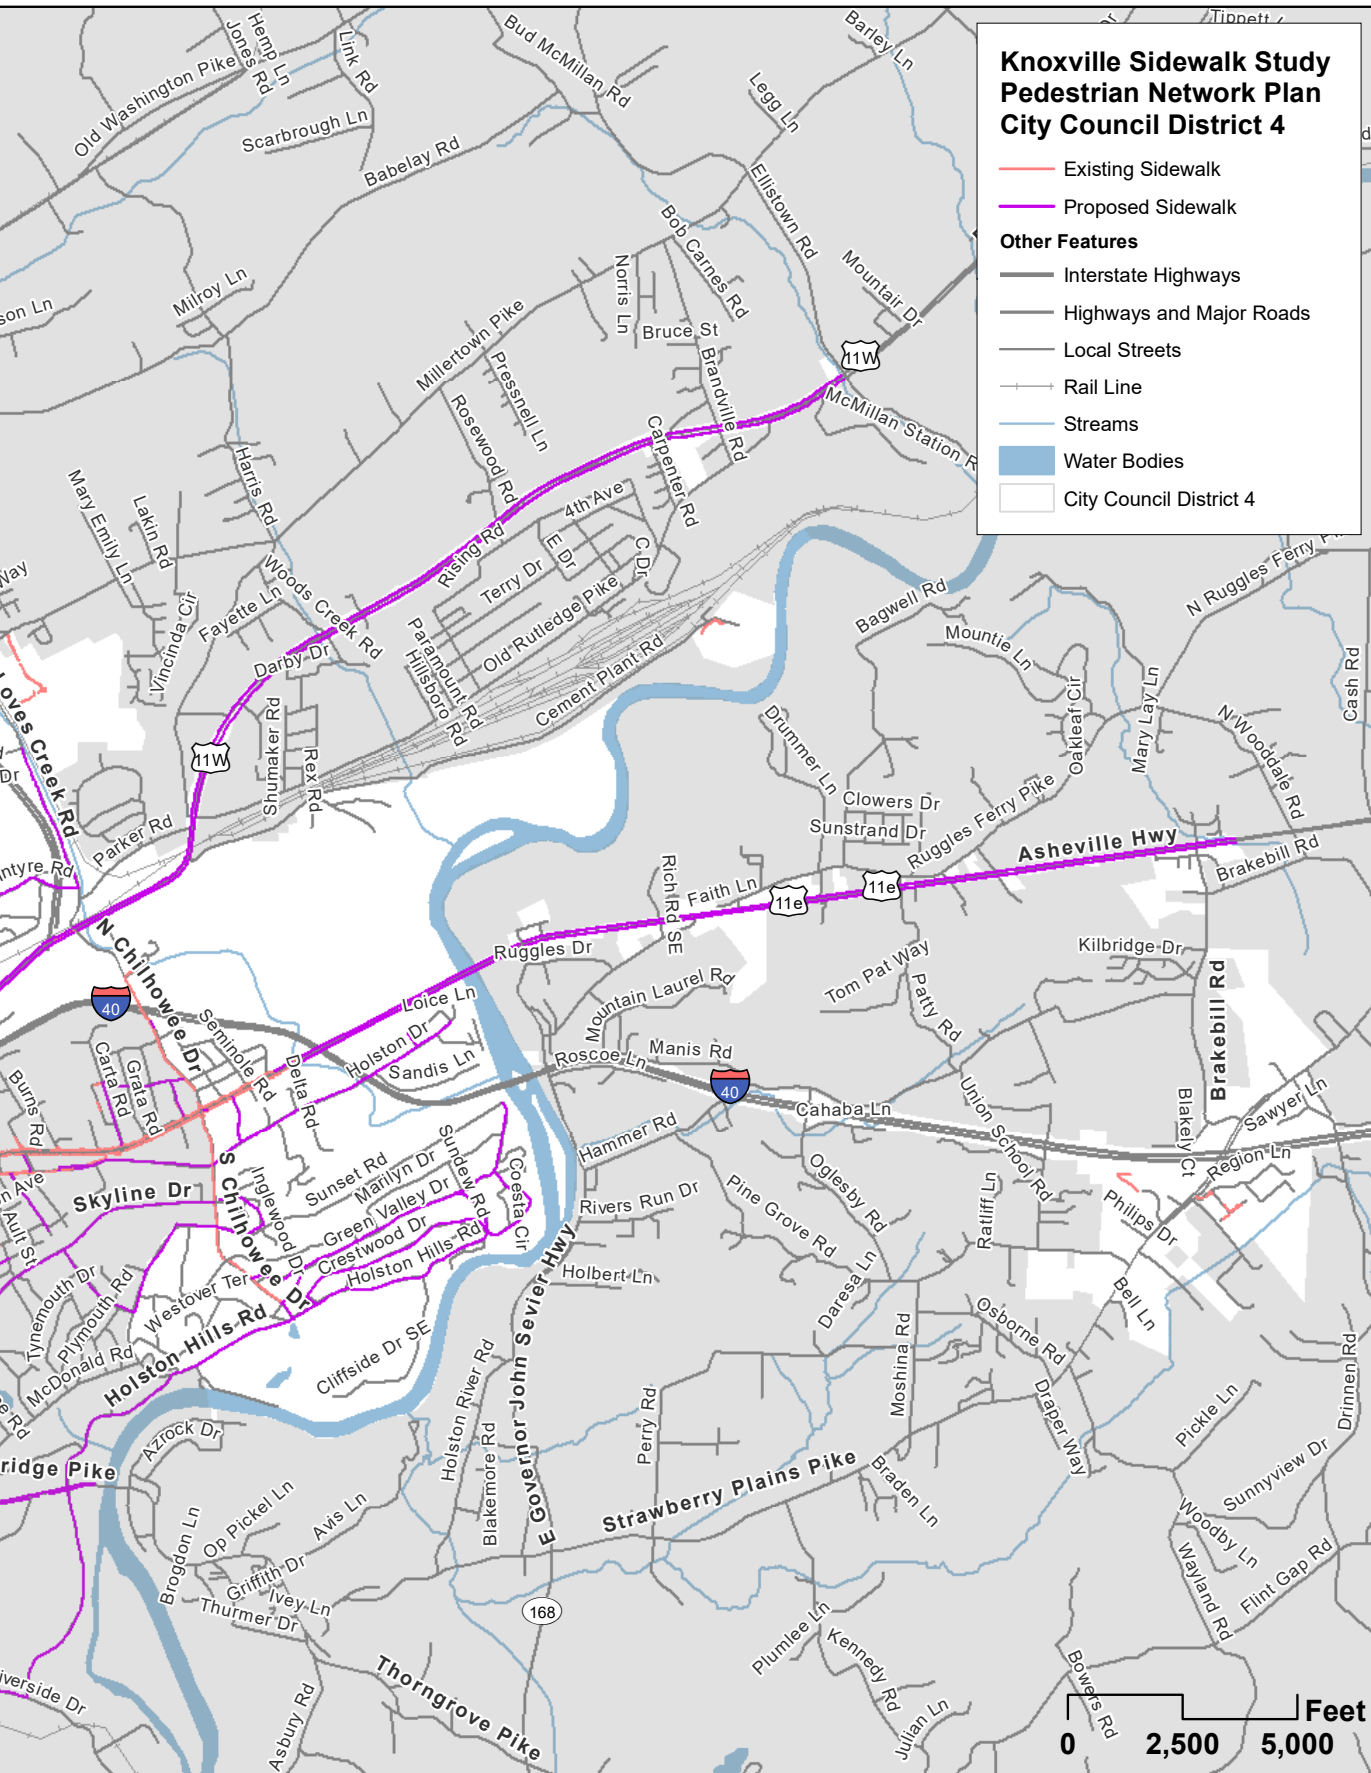 Knoxville Sidewalk Study
Pedestrian Network Plan
City Council District 4
Existing Sidewalk
Proposed Sidewalk
Other Features
Interstate Highways
Highways and Major Roads
Local Streets
Rail Line
Streams
Water Bodies
City Council District 4
Tippett
Hemp Ln
Jones Rd
Link Rd
Old Washington Pike
Scarbrough Ln
Babelay Rd
Bud McMillan Rd
Barley Ln
Legg Ln
Ellistown Rd
Bob Carnes Rd
Mountair Dr
Norris Ln
Bruce St
Brandville Rd
Milroy Ln
son Ln
Millertown Pike
Pressnell Ln
Rosewood Rd
11W
McMillan Station R
Carpenter Rd
Harris Rd
Mary Emily Ln
Lakin Rd
4th Ave
Rising Rd
E Dr
C Dr
Terry Dr
Old Rutledge Pike
Woods Creek Rd
Fayette Ln
Vincinda Cir
Way
Darby Dr
Paramount Rd
Hillsboro Rd
Cement Plant Rd
Bagwell Rd
Mountie Ln
N Ruggles Ferry Pi
Cash Rd
Mary Lay Ln
Oakleaf Cir
N Wooddale Rd
Loves Creek Rd
Dr
11W
Shumaker Rd
Rex Rd
Drummer Ln
Clowers Dr
Sunstrand Dr
Ruggles Ferry Pike
Asheville Hwy
Brakebill Rd
Parker Rd
ntyre Rd
Rich Rd SE
Faith Ln
11e
11e
Ruggles Dr
N Chilhowee Dr
Kilbridge Dr
Tom Pat Way
Patty Rd
Mountain Laurel Rd
Brakebill Rd
40
Loice Ln
Holston Dr
Sandis Ln
Seminole Rd
Delta Rd
Carta Rd
Grata Rd
Burns Rd
Roscoe Ln
Manis Rd
40
Cahaba Ln
Union School Rd
Blakely Ct
Sawyer Ln
Region Ln
Hammer Rd
Oglesby Rd
Ratliff Ln
Philips Dr
n Ave
Ault St
Skyline Dr
S Chilhowee Dr
Inglewood Dr
Sunset Rd
Marilyn Dr
Sundew Rd
Green Valley Dr
Crestwood Dr
Coesta Cir
Holston Hills Rd
Rivers Run Dr
Pine Grove Rd
Holbert Ln
Daresa Ln
Bell Ln
Osborne Rd
Tynemouth Dr
Plymouth Rd
Westover Ter
McDonald Rd
Holston Hills Rd
Cliffside Dr SE
E Governor John Sevier Hwy
Holston River Rd
Blakemore Rd
Perry Rd
Moshina Rd
Draper Way
Drinnen Rd
Pickle Ln
Sunnyview Dr
e Rd
Azrock Dr
ridge Pike
Strawberry Plains Pike
Braden Ln
Woodby Ln
Wayland Rd
Flint Gap Rd
Op Pickel Ln
Avis Ln
Brogdon Ln
Griffith Dr
Ivey Ln
Thurmer Dr
168
Plumlee Ln
Kennedy Rd
Julian Ln
Bowers Rd
iverside Dr
Asbury Rd
Thorngrove Pike
Feet
0 2,500 5,000